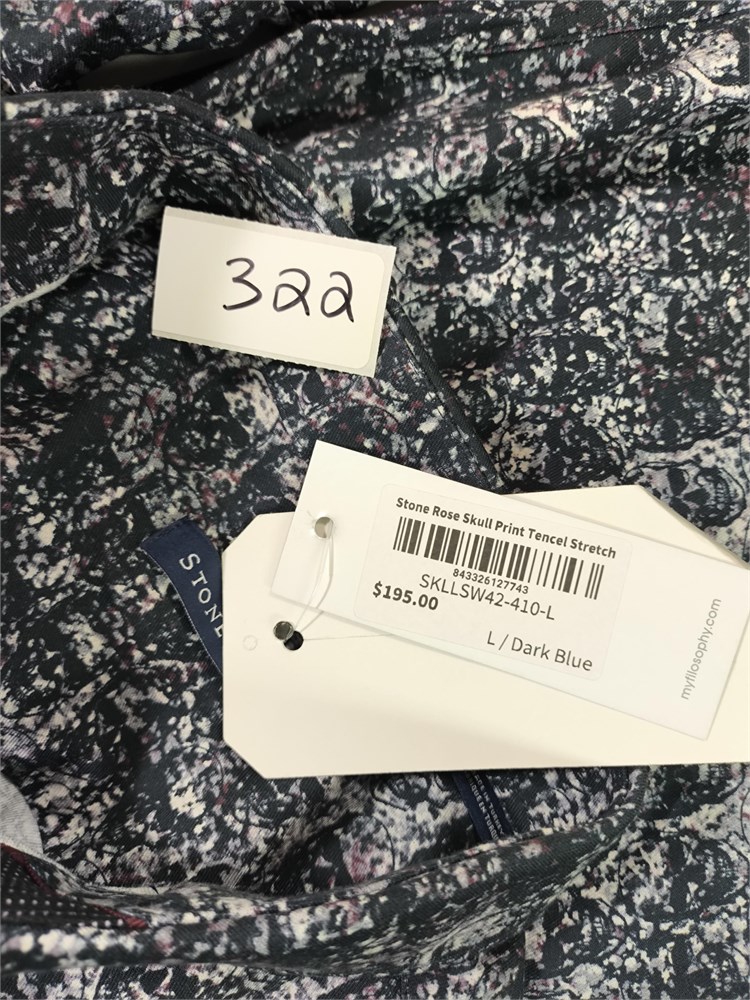 322
Stone Rose Skull Print Tencel Stretch
843326127743
SKLLSW42-410-L
$195.00
L / Dark Blue
myfilosophy.com
STONE